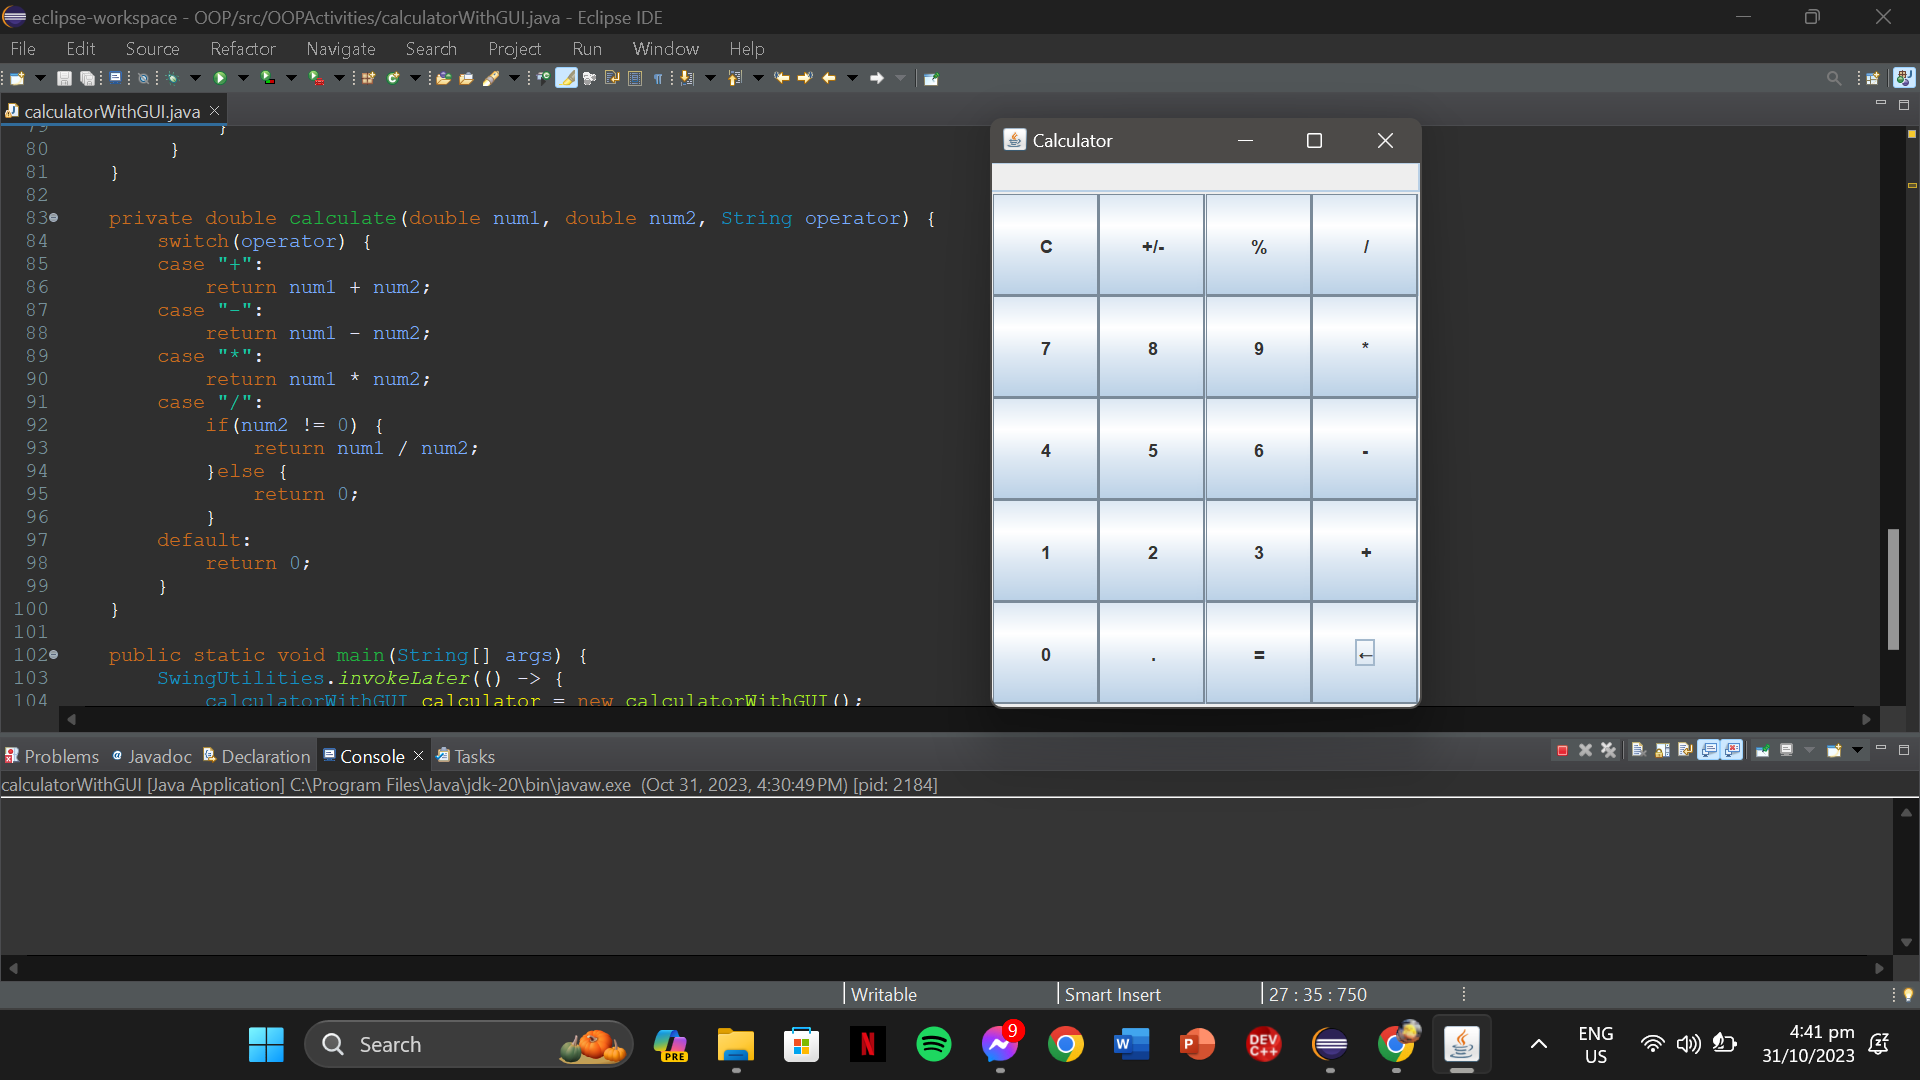 eclipse-workspace - OOP/src/OOPActivities/calculatorWithGUI.java - Eclipse IDE
File Edit Source Refactor Navigate Search Project Run Window Help
calculatorWithGUI.java
79 }
80 }
81 }
82
83 private double calculate(double num1, double num2, String operator) {
84 switch(operator) {
85 case "+":
86 return num1 + num2;
87 case "-":
88 return num1 - num2;
89 case "*":
90 return num1 * num2;
91 case "/":
92 if(num2 != 0) {
93 return num1 / num2;
94 }else {
95 return 0;
96 }
97 default:
98 return 0;
99 }
100 }
101
102 public static void main(String[] args) {
103 SwingUtilities.invokeLater(() -> {
104 calculatorWithGUI calculator = new calculatorWithGUI();
Calculator
C +/- % /
7 8 9 *
4 5 6 -
1 2 3 +
0 . = ←
Problems Javadoc Declaration Console Tasks
calculatorWithGUI [Java Application] C:\Program Files\Java\jdk-20\bin\javaw.exe (Oct 31, 2023, 4:30:49 PM) [pid: 2184]
Writable Smart Insert 27 : 35 : 750
Search PRE N 9 W P DEV C++ ENG US 4:41 pm
31/10/2023